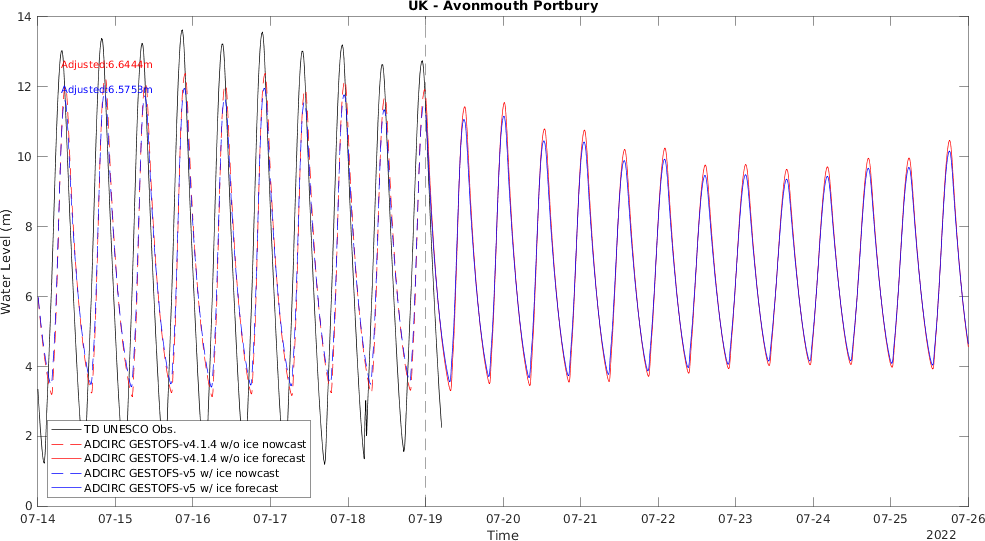 UK - Avonmouth Portbury
14
12
10
8
6
4
2
0
Water Level (m)
Adjusted:6.6444m
Adjusted:6.5753m
TD UNESCO Obs.
ADCIRC GESTOFS-v4.1.4 w/o ice nowcast
ADCIRC GESTOFS-v4.1.4 w/o ice forecast
ADCIRC GESTOFS-v5 w/ ice nowcast
ADCIRC GESTOFS-v5 w/ ice forecast
07-14 07-15 07-16 07-17 07-18 07-19 07-20 07-21 07-22 07-23 07-24 07-25 07-26
Time
2022